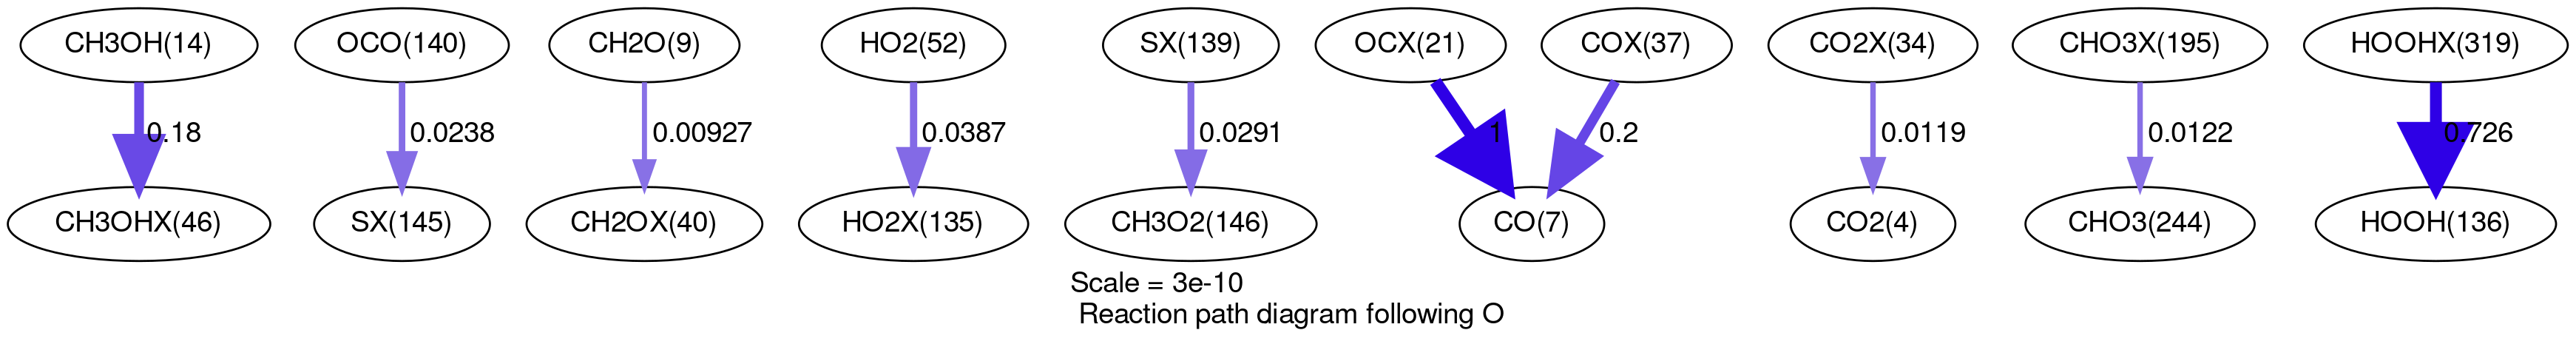 CH3OH(14) OCO(140) CH2O(9) HO2(52) SX(139) OCX(21) COX(37) CO2X(34) CHO3X(195) HOOHX(319)
0.18 0.0238 0.00927 0.0387 0.0291 1 0.2 0.0119 0.0122 0.726
CH3OHX(46) SX(145) CH2OX(40) HO2X(135) CH3O2(146) CO(7) CO2(4) CHO3(244) HOOH(136)
Scale = 3e-10
Reaction path diagram following O